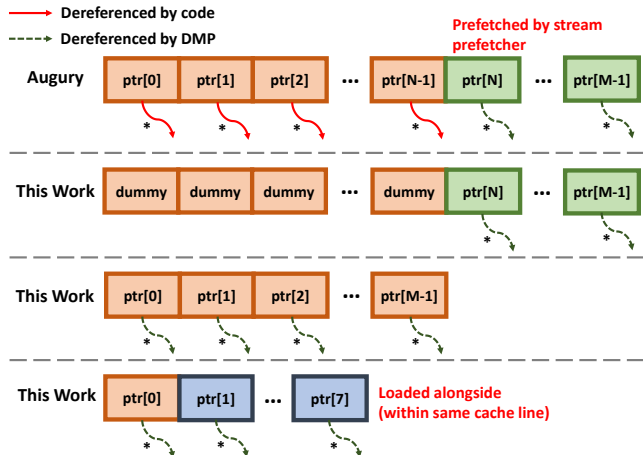 Dereferenced by code
Dereferenced by DMP
Prefetched by stream
prefetcher
Augury
ptr[0] ptr[1] ptr[2] ... ptr[N-1] ptr[N] ... ptr[M-1]
* * * * * *
This Work
dummy dummy dummy ... dummy ptr[N] ... ptr[M-1]
* *
This Work
ptr[0] ptr[1] ptr[2] ... ptr[M-1]
* * * *
This Work
ptr[0] ptr[1] ... ptr[7]
Loaded alongside
(within same cache line)
* * *